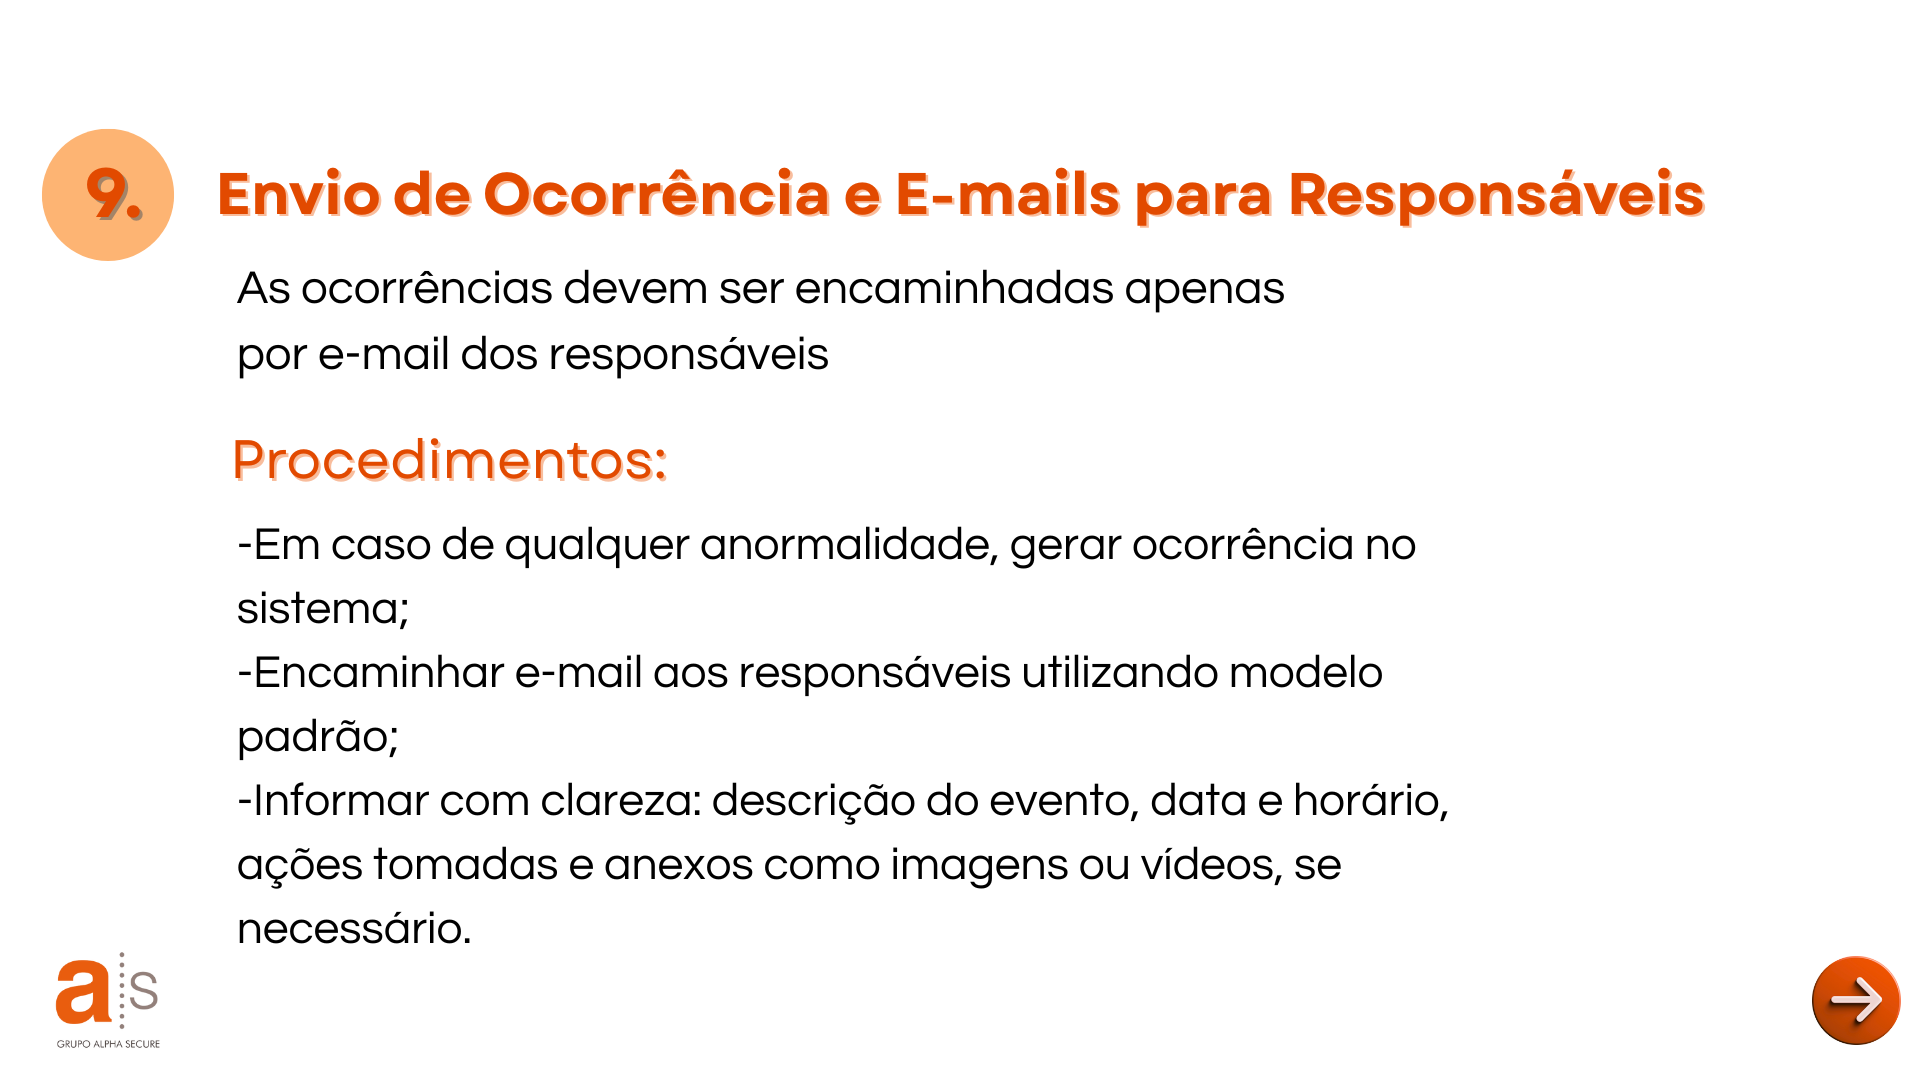 9. Envio de Ocorrência e E-mails para Responsáveis
As ocorrências devem ser encaminhadas apenas
por e-mail dos responsáveis
Procedimentos:
-Em caso de qualquer anormalidade, gerar ocorrência no
sistema;
-Encaminhar e-mail aos responsáveis utilizando modelo
padrão;
-Informar com clareza: descrição do evento, data e horário,
ações tomadas e anexos como imagens ou vídeos, se
necessário.
a s
GRUPO ALPHA SECURE